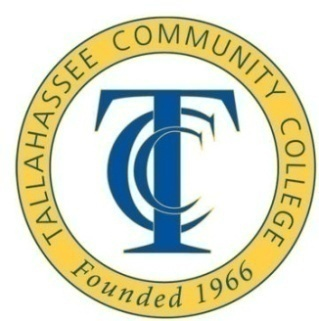 TALLAHASSEE COMMUNITY COLLEGE
TCC
Founded 1966